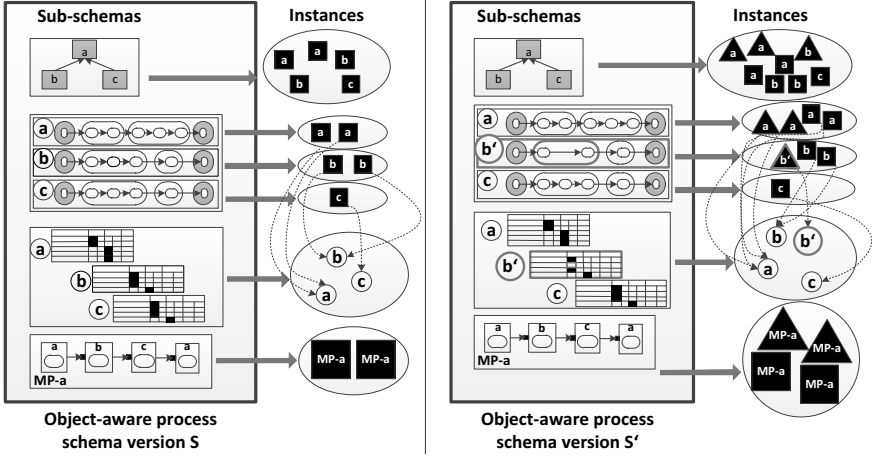 Sub-schemas
Instances
a
b
c
a
a
b
b
c
a
a
a
b
b
b
c
c
a
b
c
b
c
a
a
b
c
a
MP-a
MP-a
MP-a
Object-aware process
schema version S
Sub-schemas
Instances
a
b
c
a
a
b
a
a
b
b
c
a
a
a
a
a
b‘
b‘
b
b
c
c
a
b‘
c
b
b‘
a
c
a
b
c
a
MP-a
MP-a
MP-a
MP-a
MP-a
Object-aware process
schema version S‘